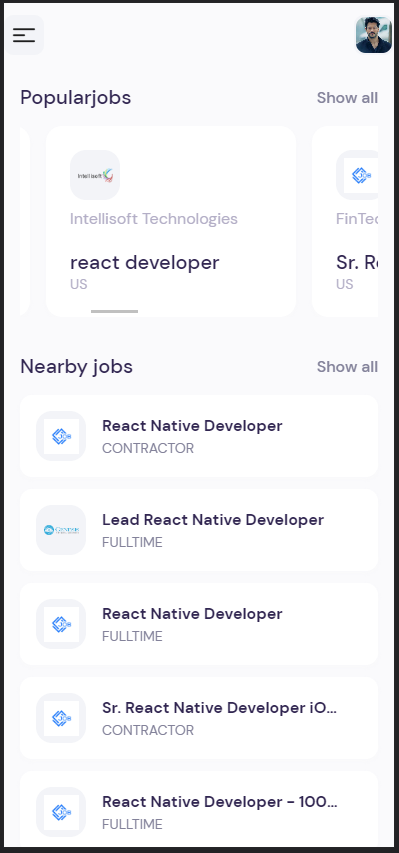 Popularjobs
Show all
Intellisoft
Intellisoft Technologies
react developer
US
FinTec
Sr. Re
US
Nearby jobs
Show all
React Native Developer
CONTRACTOR
Lead React Native Developer
FULLTIME
React Native Developer
FULLTIME
Sr. React Native Developer iO...
CONTRACTOR
React Native Developer - 100...
FULLTIME